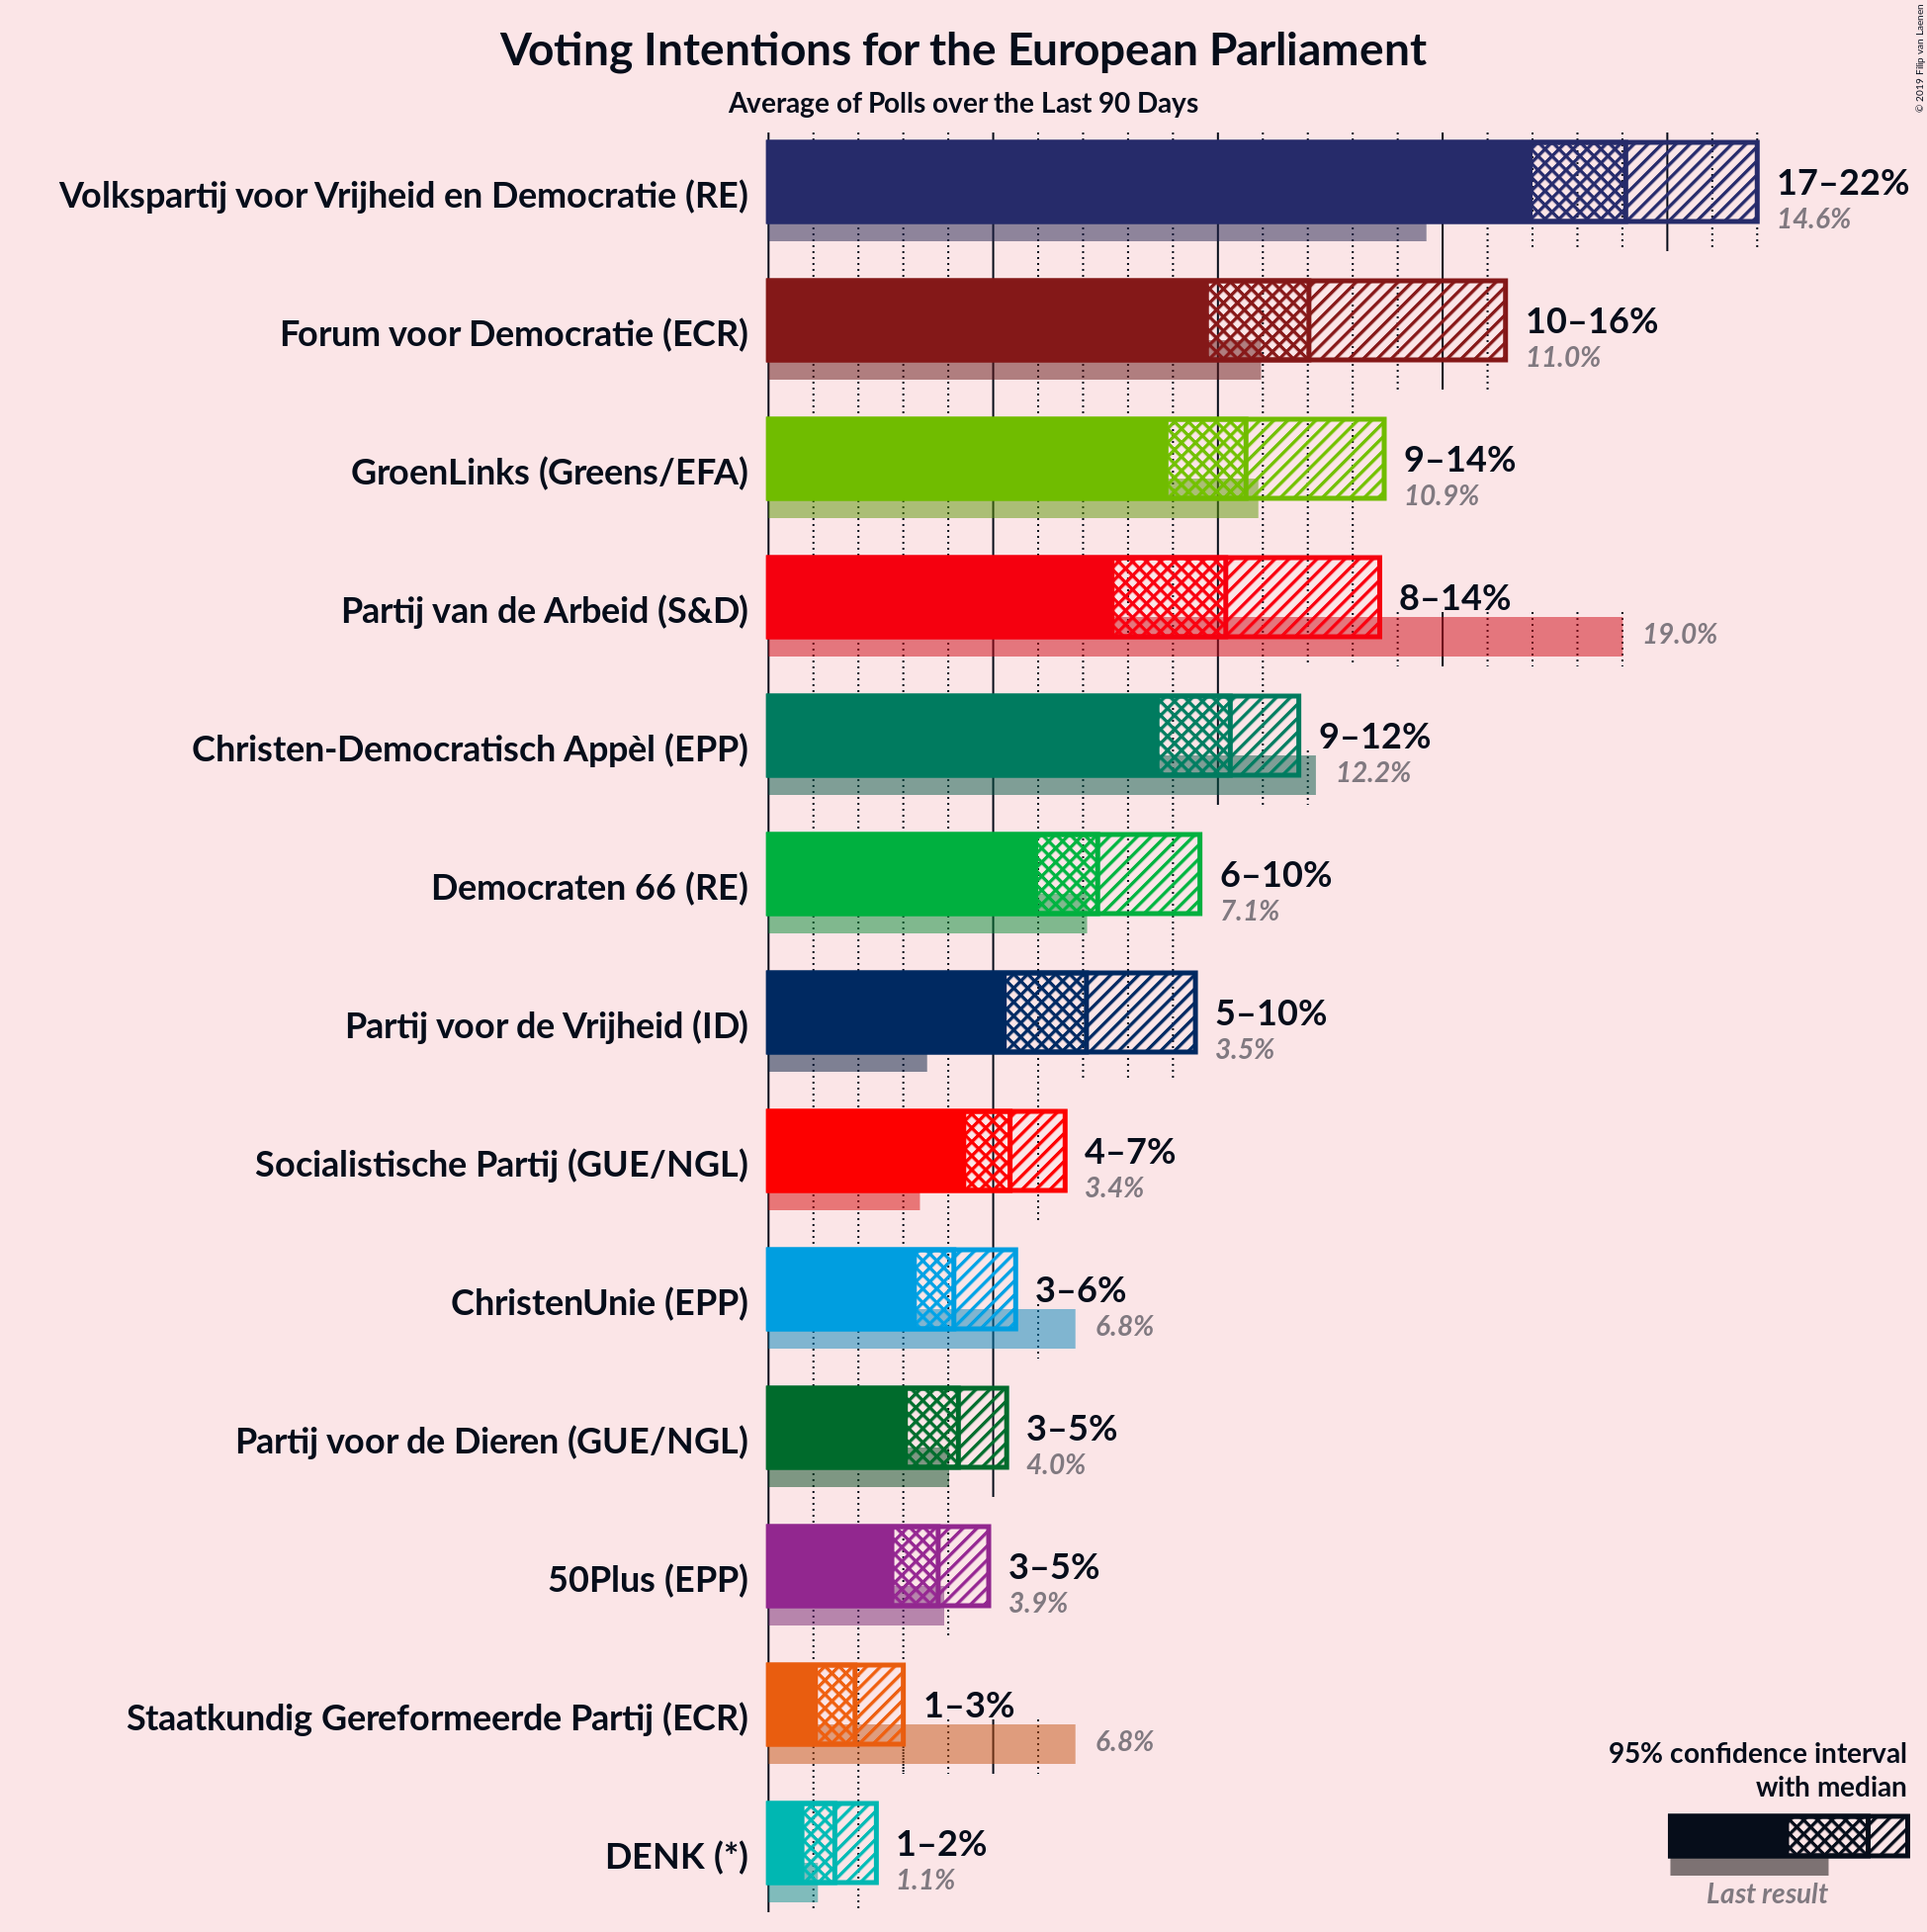 © 2019 Filip van Laenen
Voting Intentions for the European Parliament
Average of Polls over the Last 90 Days
Volkspartij voor Vrijheid en Democratie (RE)
17–22%
14.6%
Forum voor Democratie (ECR)
10–16%
11.0%
GroenLinks (Greens/EFA)
9–14%
10.9%
Partij van de Arbeid (S&D)
8–14%
19.0%
Christen-Democratisch Appèl (EPP)
9–12%
12.2%
Democraten 66 (RE)
6–10%
7.1%
Partij voor de Vrijheid (ID)
5–10%
3.5%
Socialistische Partij (GUE/NGL)
4–7%
3.4%
ChristenUnie (EPP)
3–6%
6.8%
Partij voor de Dieren (GUE/NGL)
3–5%
4.0%
50Plus (EPP)
3–5%
3.9%
Staatkundig Gereformeerde Partij (ECR)
1–3%
6.8%
DENK (*)
1–2%
1.1%
95% confidence interval
with median
Last result